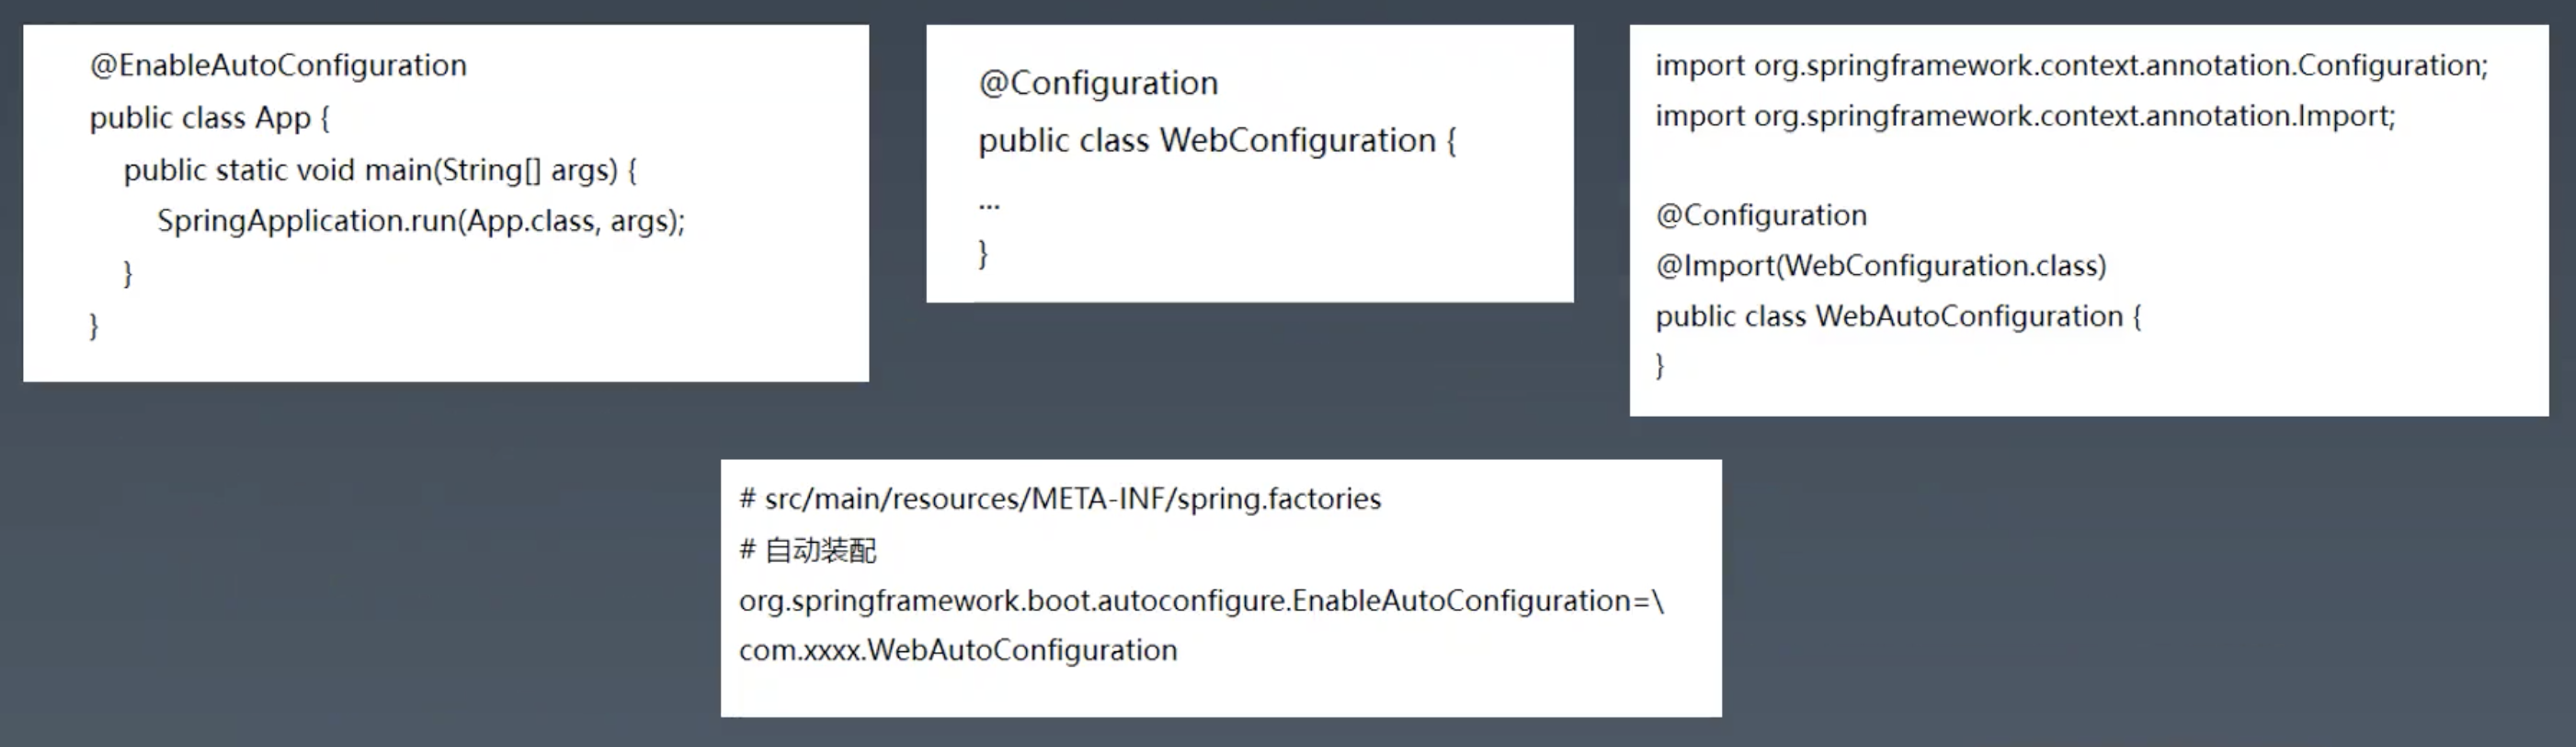 @EnableAutoConfiguration
public class App {
public static void main(String[] args) {
SpringApplication.run(App.class, args);
}
}
@Configuration
public class WebConfiguration {
...
}
import org.springframework.context.annotation.Configuration;
import org.springframework.context.annotation.Import;
@Configuration
@Import(WebConfiguration.class)
public class WebAutoConfiguration {
}
# src/main/resources/META-INF/spring.factories
# 自动装配
org.springframework.boot.autoconfigure.EnableAutoConfiguration=\
com.xxxx.WebAutoConfiguration